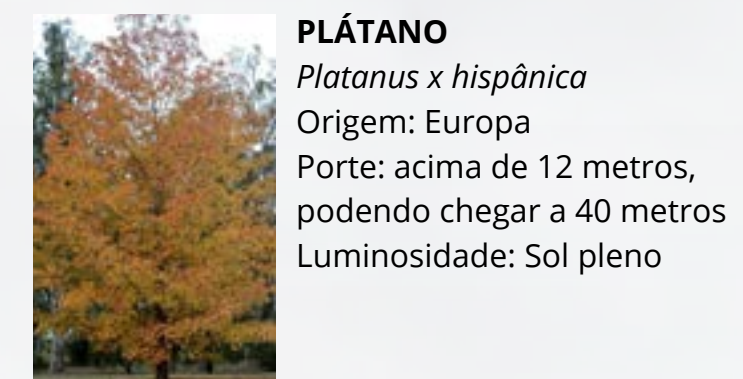 PLÁTANO
Platanus x hispânica
Origem: Europa
Porte: acima de 12 metros,
podendo chegar a 40 metros
Luminosidade: Sol pleno